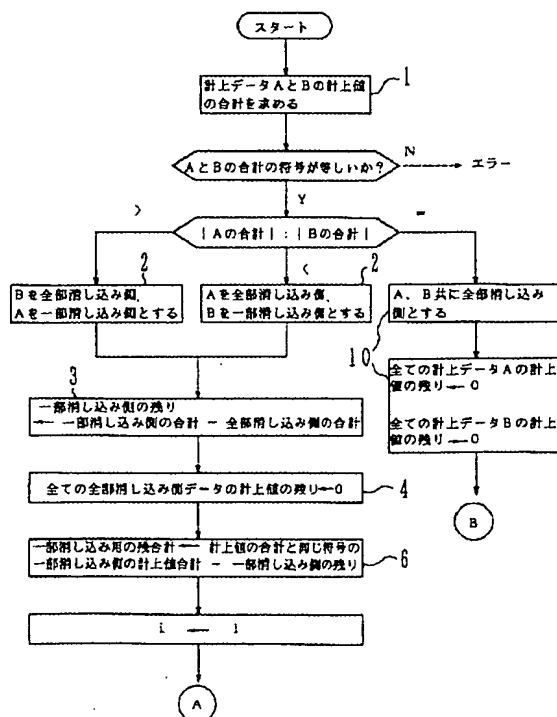 スタート
計上データAとBの計上値
の合計を求める
1
AとBの合計の符号が等しいか?
N
エラー
Y
>
|Aの合計|:|Bの合計|
=
<
2
Bを全部消し込み側、
Aを一部消し込み側とする
2
Aを全部消し込み側、
Bを一部消し込み側とする
A、B共に全部消し込み
側とする
10
全ての計上データAの計上
値の残り←0
全ての計上データBの計上
値の残り←0
B
3
一部消し込み側の残り
← 一部消し込み側の合計 − 全部消し込み側の合計
全ての全部消し込み側データの計上値の残り←0
4
一部消し込み用の残合計 ← 計上値の合計と同じ符号の
一部消し込み側の計上値合計 − 一部消し込み側の残り
6
i ← 1
A